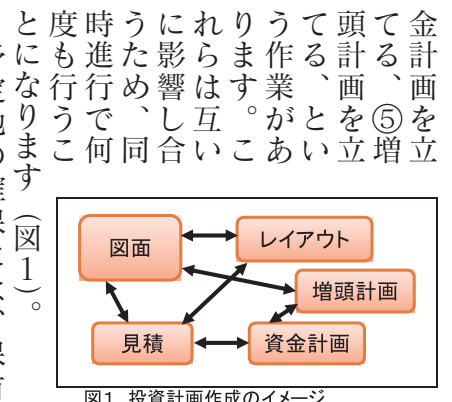 金計画を立
てる、⑤増
頭計画を立
てる、とい
う作業があ
ります。こ
れらは互い
に影響し合
うため、同
時進行で何
度も行うこ
とになります（図1）。
図面
レイアウト
増頭計画
見積
資金計画
図1 投資計画作成のイメージ